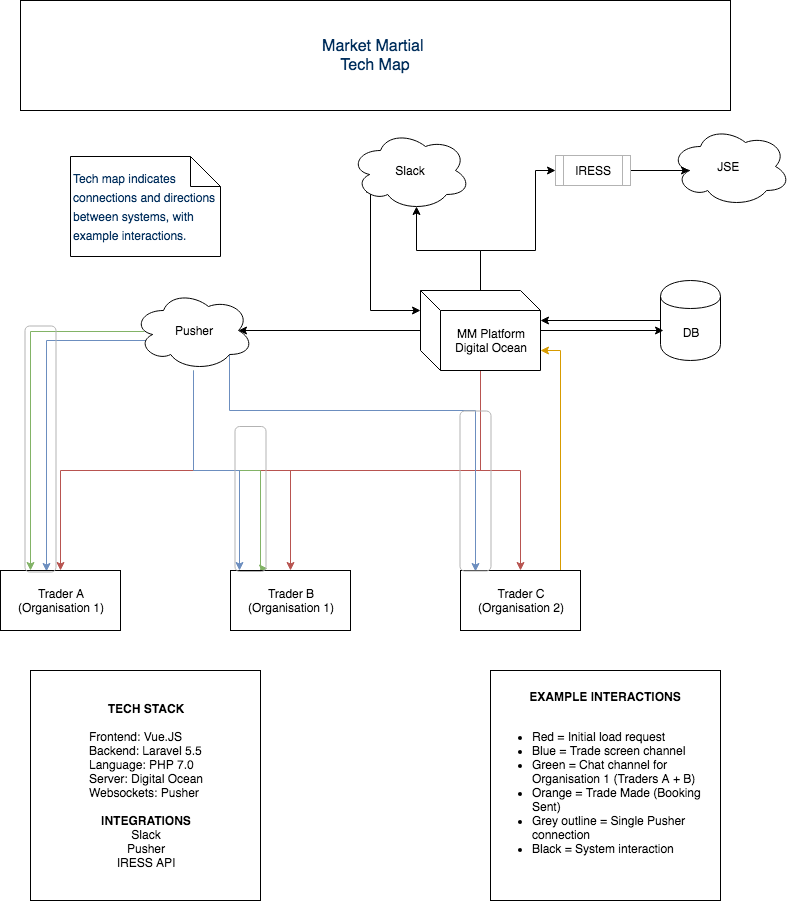 Market Martial
Tech Map
Tech map indicates
connections and directions
between systems, with
example interactions.
Slack
IRESS
JSE
Pusher
MM Platform
Digital Ocean
DB
Trader A
(Organisation 1)
Trader B
(Organisation 1)
Trader C
(Organisation 2)
TECH STACK
Frontend: Vue.JS
Backend: Laravel 5.5
Language: PHP 7.0
Server: Digital Ocean
Websockets: Pusher
INTEGRATIONS
Slack
Pusher
IRESS API
EXAMPLE INTERACTIONS
• Red = Initial load request
• Blue = Trade screen channel
• Green = Chat channel for
Organisation 1 (Traders A + B)
• Orange = Trade Made (Booking
Sent)
• Grey outline = Single Pusher
connection
• Black = System interaction